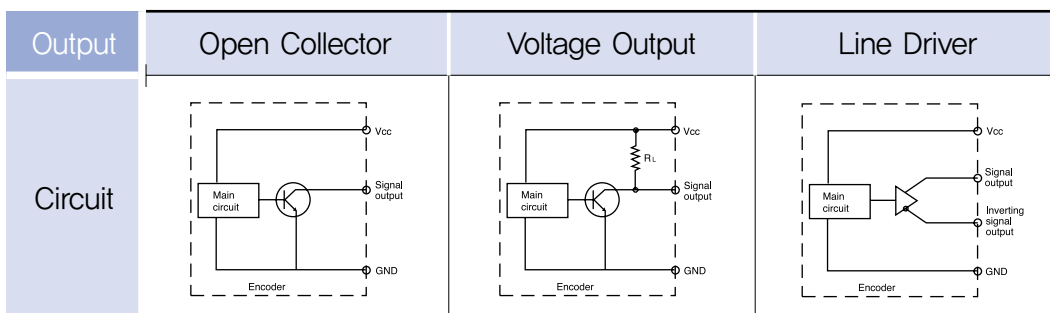 Output
Open Collector
Voltage Output
Line Driver
Circuit
Vcc
Main
circuit
Signal
output
GND
Encoder
Vcc
RL
Main
circuit
Signal
output
GND
Encoder
Vcc
Signal
output
Main
circuit
Inverting
signal
output
GND
Encoder